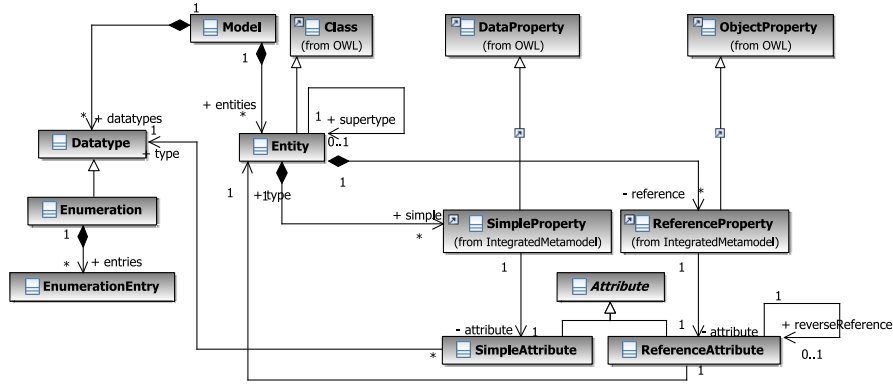 1
Model
Class
(from OWL)
DataProperty
(from OWL)
ObjectProperty
(from OWL)
1
+ entities
*
1
+ supertype
0..1
* + datatypes
1
Datatype
+ type
Entity
1
1
+ type
1
- reference
*
Enumeration
1
+ simple
*
SimpleProperty
(from IntegratedMetamodel)
ReferenceProperty
(from IntegratedMetamodel)
*
+ entries
EnumerationEntry
1
1
Attribute
1
+ reverseReference
0..1
- attribute
1
1
- attribute
*
SimpleAttribute
ReferenceAttribute
1